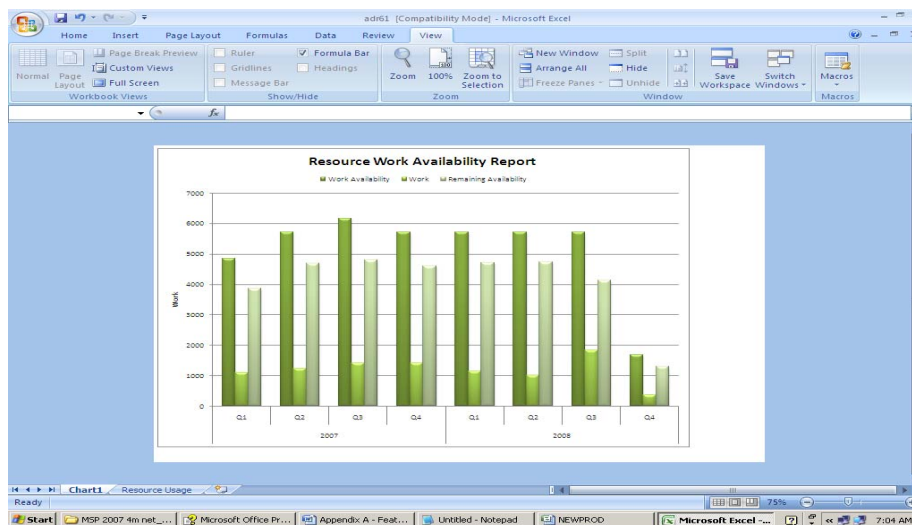 adr61 [Compatibility Mode] - Microsoft Excel
Home Insert Page Layout Formulas Data Review View
Page Break Preview Ruler Formula Bar New Window Split
Custom Views Gridlines Headings Arrange All Hide
Normal Page Layout Full Screen Message Bar Zoom 100% Zoom to Selection Freeze Panes Unhide Save Workspace Switch Windows Macros
Workbook Views Show/Hide Zoom Window Macros
fx
Resource Work Availability Report
Work Availability Work Remaining Availability
7000
6000
5000
4000
3000
2000
1000
0
Work
Q1 Q2 Q3 Q4 Q1 Q2 Q3 Q4
2007 2008
Chart1 Resource Usage
Ready 75%
Start MSP 2007 4m net_... Microsoft Office Pr... Appendix A - Feat... Untitled - Notepad NEWPROD Microsoft Excel -... 7:04 AM